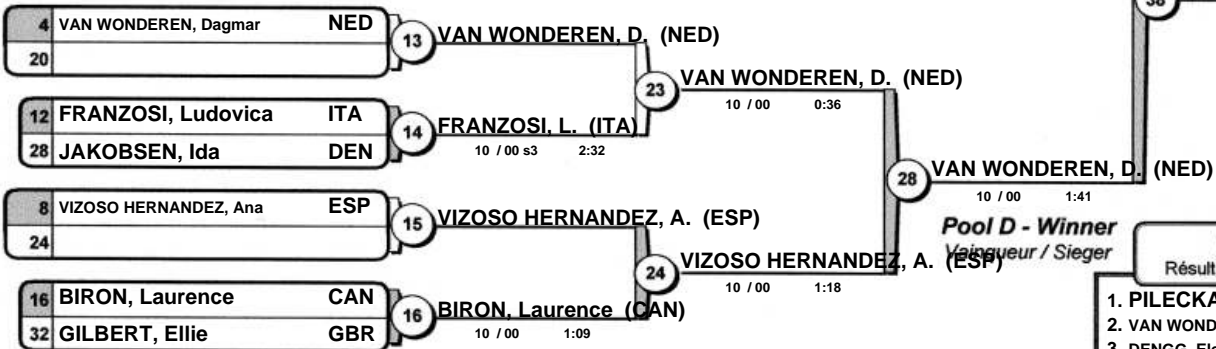 38
4 VAN WONDEREN, Dagmar NED
20
13 VAN WONDEREN, D. (NED)
12 FRANZOSI, Ludovica ITA
28 JAKOBSEN, Ida DEN
14 FRANZOSI, L. (ITA)
10 / 00 s3 2:32
23 VAN WONDEREN, D. (NED)
10 / 00 0:36
8 VIZOSO HERNANDEZ, Ana ESP
24
15 VIZOSO HERNANDEZ, A. (ESP)
16 BIRON, Laurence CAN
32 GILBERT, Ellie GBR
16 BIRON, Laurence (CAN)
10 / 00 1:09
24 VIZOSO HERNANDEZ, A. (ESP)
10 / 00 1:18
28 VAN WONDEREN, D. (NED)
10 / 00 1:41
Pool D - Winner
Vainqueur / Sieger
Résult
1. PILECKA
2. VAN WOND
3. DENGG, Ele